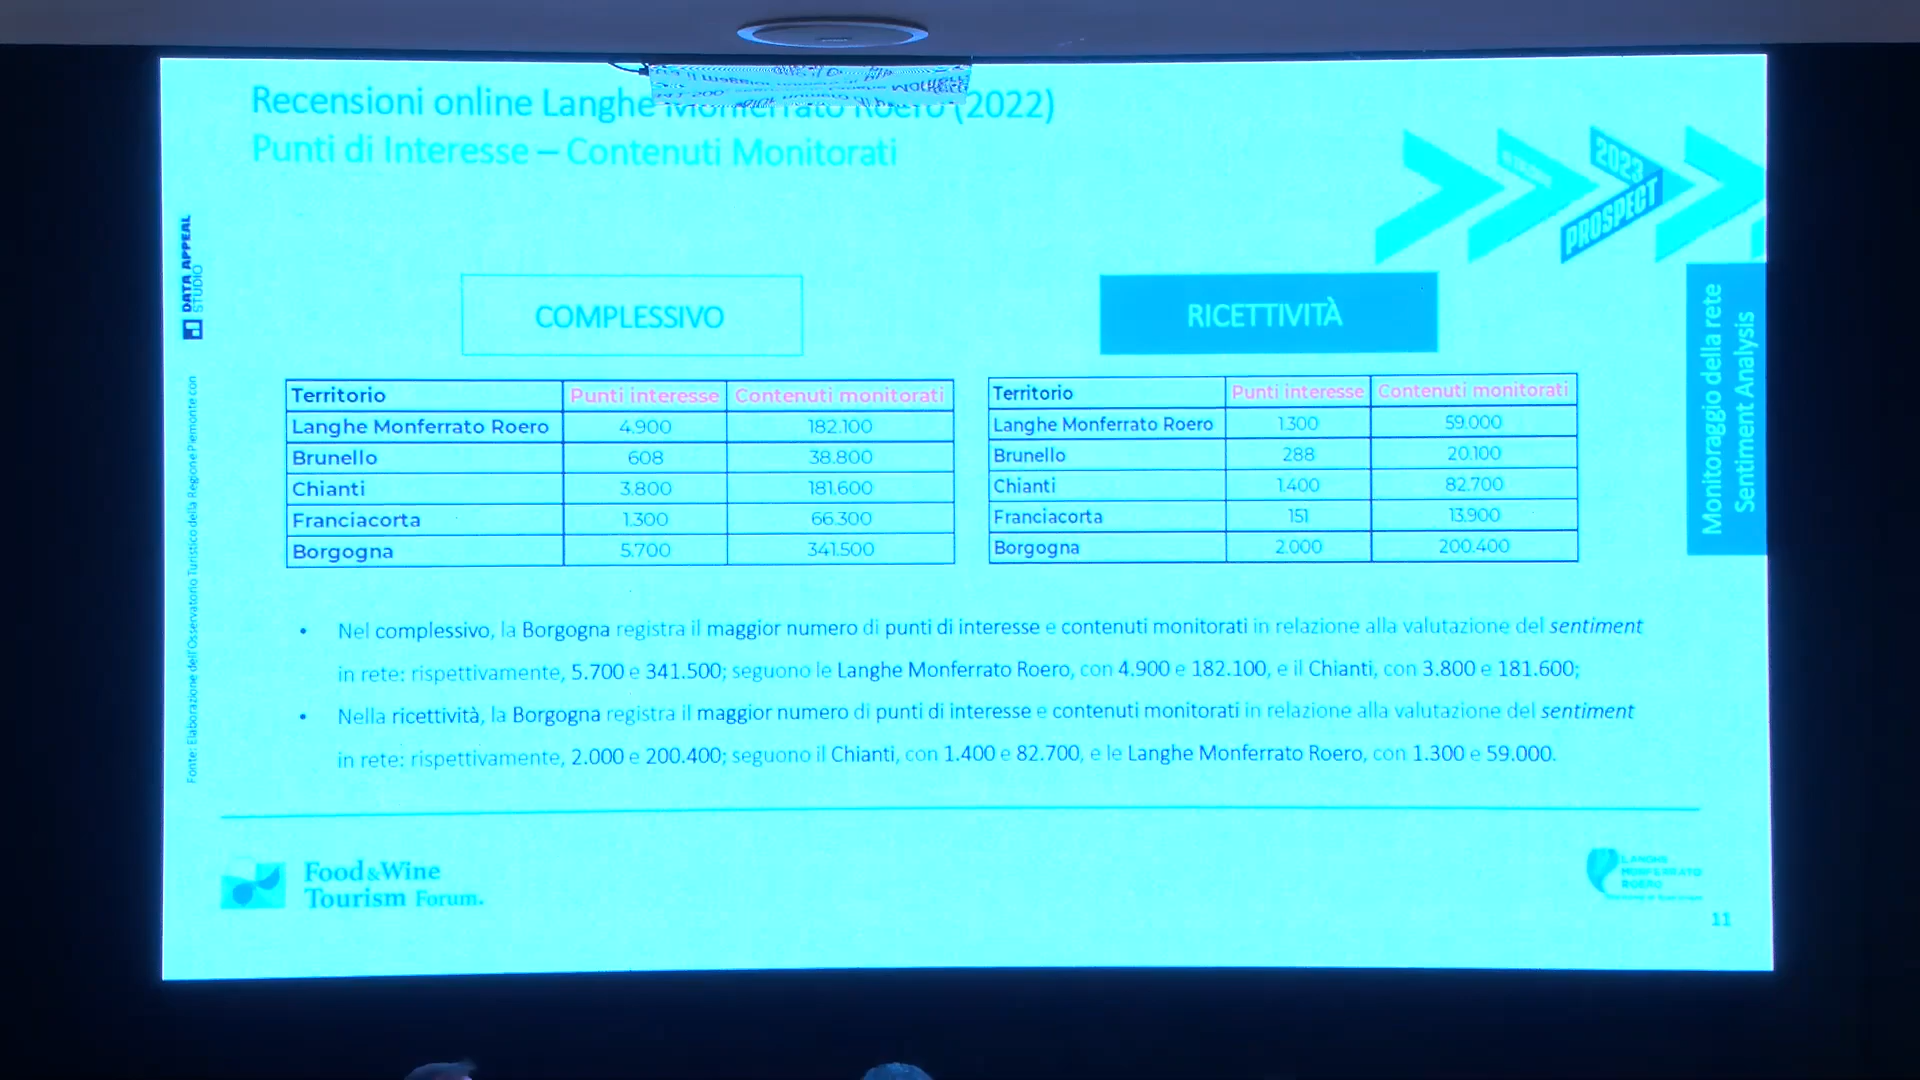 Recensioni online Langhe Monferrato Roero (2022)
Punti di Interesse – Contenuti Monitorati
2023
PROSPECT
DATA APPEAL
STUDIO
Fonte: Elaborazione dell'Osservatorio Turistico della Regione Piemonte con
COMPLESSIVO
Territorio Punti interesse Contenuti monitorati
Langhe Monferrato Roero 4.900 182.100
Brunello 608 38.800
Chianti 3.800 181.600
Franciacorta 1.300 66.300
Borgogna 5.700 341.500
RICETTIVITÀ
Territorio Punti interesse Contenuti monitorati
Langhe Monferrato Roero 1.300 59.000
Brunello 288 20.100
Chianti 1.400 82.700
Franciacorta 151 13.900
Borgogna 2.000 200.400
Monitoraggio della rete
Sentiment Analysis
• Nel complessivo, la Borgogna registra il maggior numero di punti di interesse e contenuti monitorati in relazione alla valutazione del sentiment
in rete: rispettivamente, 5.700 e 341.500; seguono le Langhe Monferrato Roero, con 4.900 e 182.100, e il Chianti, con 3.800 e 181.600;
• Nella ricettività, la Borgogna registra il maggior numero di punti di interesse e contenuti monitorati in relazione alla valutazione del sentiment
in rete: rispettivamente, 2.000 e 200.400; seguono il Chianti, con 1.400 e 82.700, e le Langhe Monferrato Roero, con 1.300 e 59.000.
Food&Wine
Tourism Forum.
LANGHE
MONFERRATO
ROERO
11